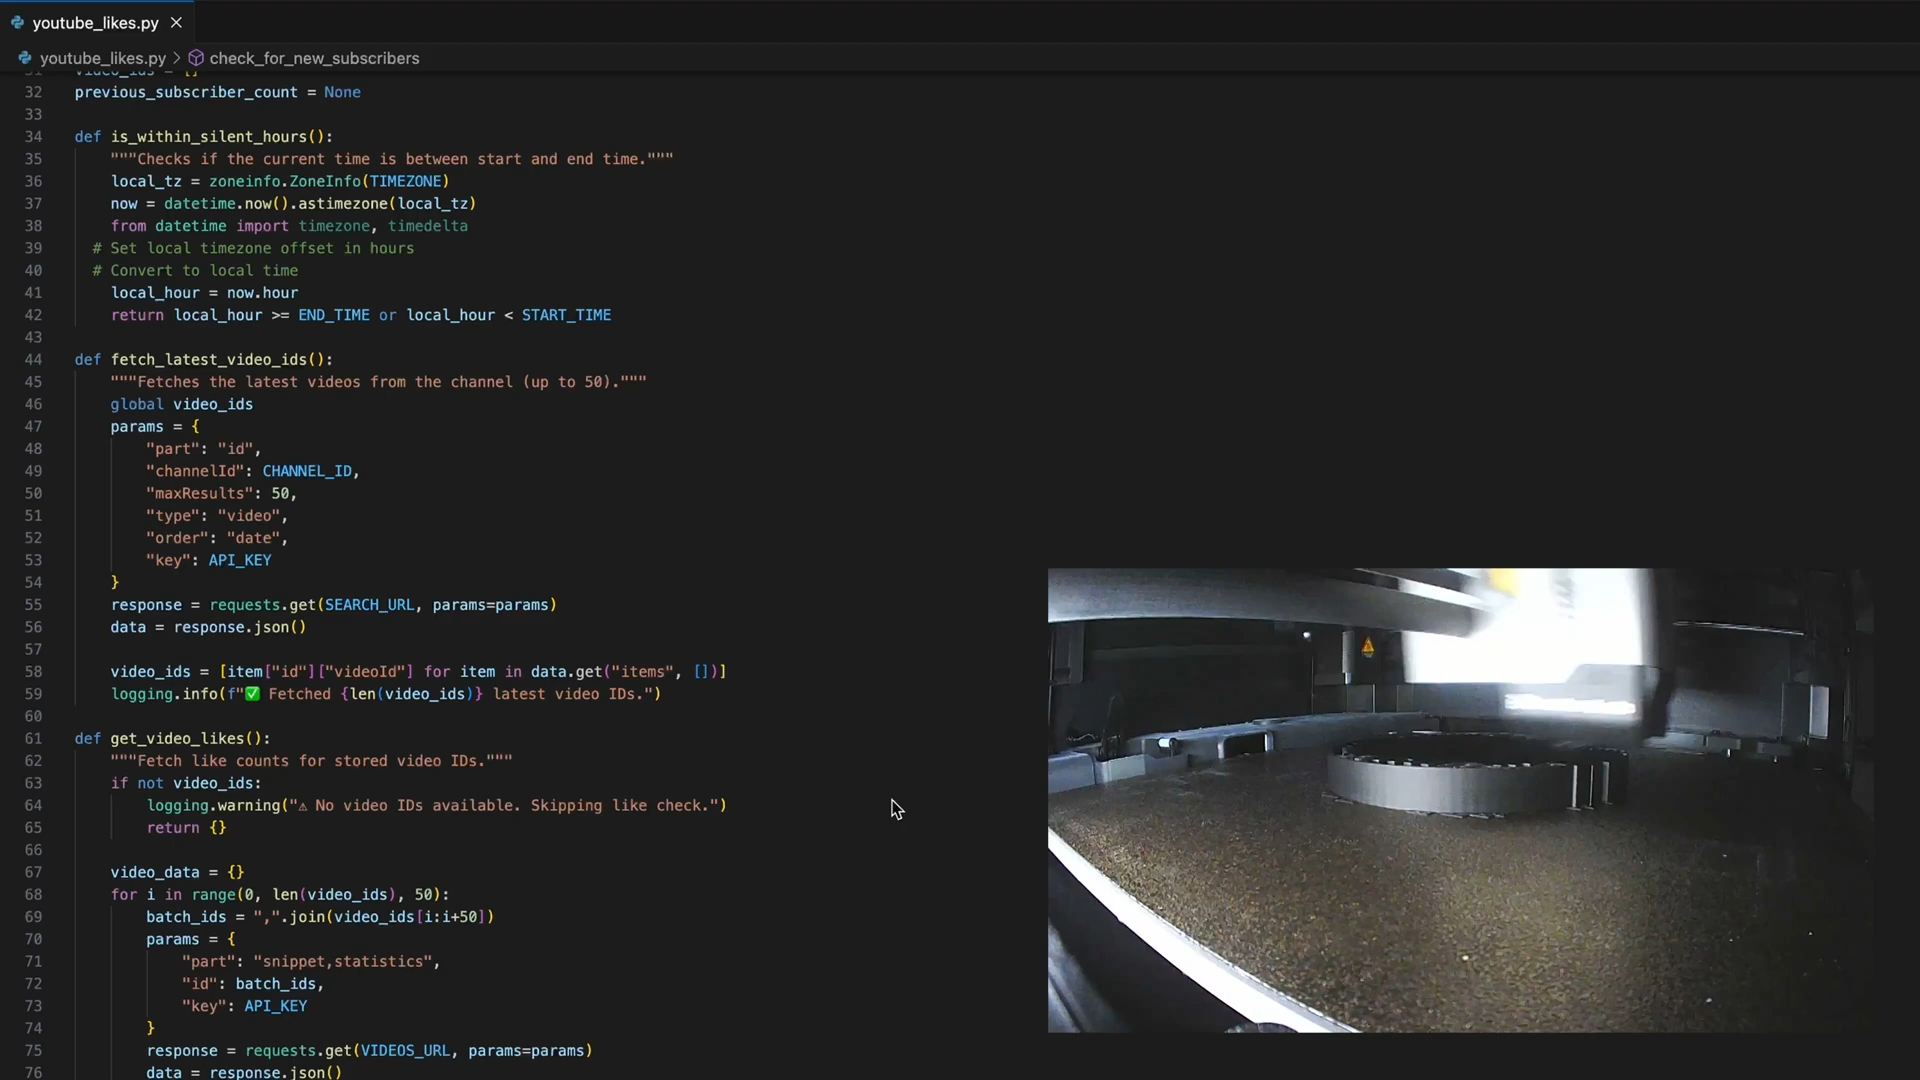 youtube_likes.py
youtube_likes.py > check_for_new_subscribers
31 video_ids = []
32 previous_subscriber_count = None
33
34 def is_within_silent_hours():
35 """Checks if the current time is between start and end time."""
36 local_tz = zoneinfo.ZoneInfo(TIMEZONE)
37 now = datetime.now().astimezone(local_tz)
38 from datetime import timezone, timedelta
39 # Set local timezone offset in hours
40 # Convert to local time
41 local_hour = now.hour
42 return local_hour >= END_TIME or local_hour < START_TIME
43
44 def fetch_latest_video_ids():
45 """Fetches the latest videos from the channel (up to 50)."""
46 global video_ids
47 params = {
48 "part": "id",
49 "channelId": CHANNEL_ID,
50 "maxResults": 50,
51 "type": "video",
52 "order": "date",
53 "key": API_KEY
54 }
55 response = requests.get(SEARCH_URL, params=params)
56 data = response.json()
57
58 video_ids = [item["id"]["videoId"] for item in data.get("items", [])]
59 logging.info(f"✅ Fetched {len(video_ids)} latest video IDs.")
60
61 def get_video_likes():
62 """Fetch like counts for stored video IDs."""
63 if not video_ids:
64 logging.warning("⚠ No video IDs available. Skipping like check.")
65 return {}
66
67 video_data = {}
68 for i in range(0, len(video_ids), 50):
69 batch_ids = ",".join(video_ids[i:i+50])
70 params = {
71 "part": "snippet,statistics",
72 "id": batch_ids,
73 "key": API_KEY
74 }
75 response = requests.get(VIDEOS_URL, params=params)
76 data = response.json()